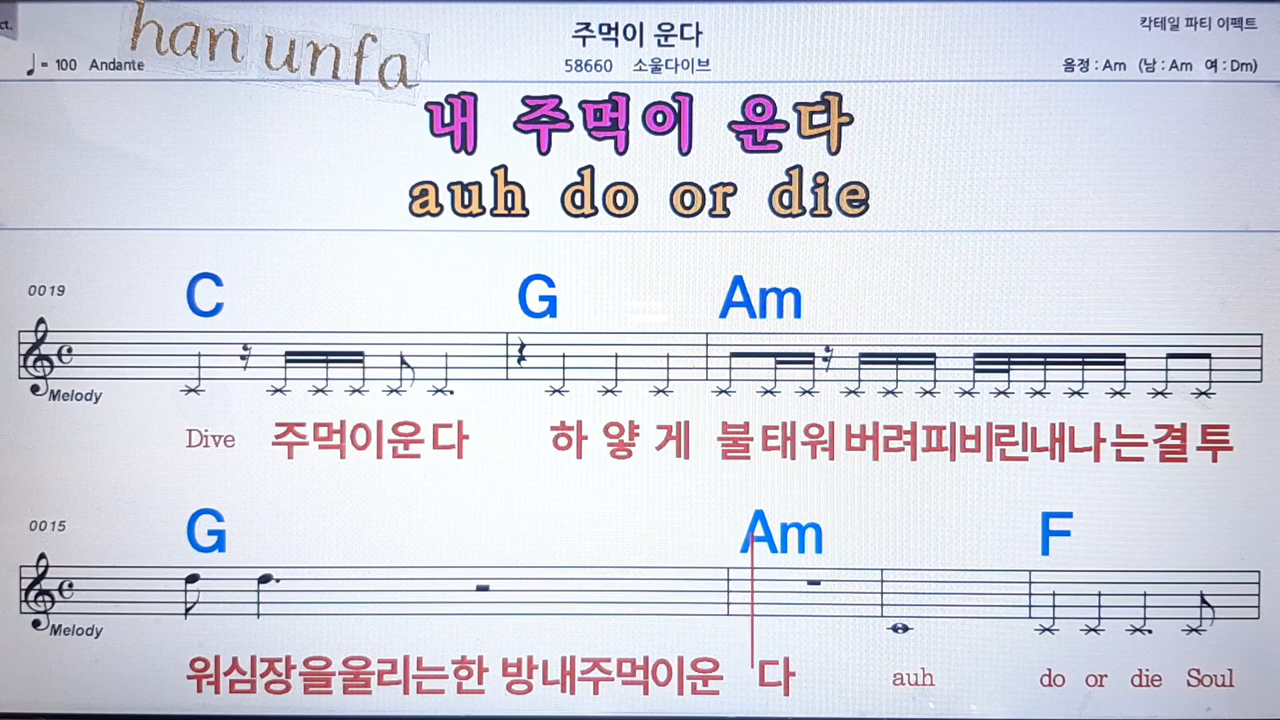 ct.
han unfa
주먹이 운다
칵테일 파티 이펙트
♩= 100 Andante
58660 소울다이브
음정 : Am (남 : Am 여 : Dm)
내 주먹이 운다
auh do or die
0019
C G Am
Melody
Dive 주먹이운다 하 얗 게 불태워버려피비린내나는결투
0015
G Am F
Melody
워심장을울리는한 방내주먹이운 다 auh do or die Soul